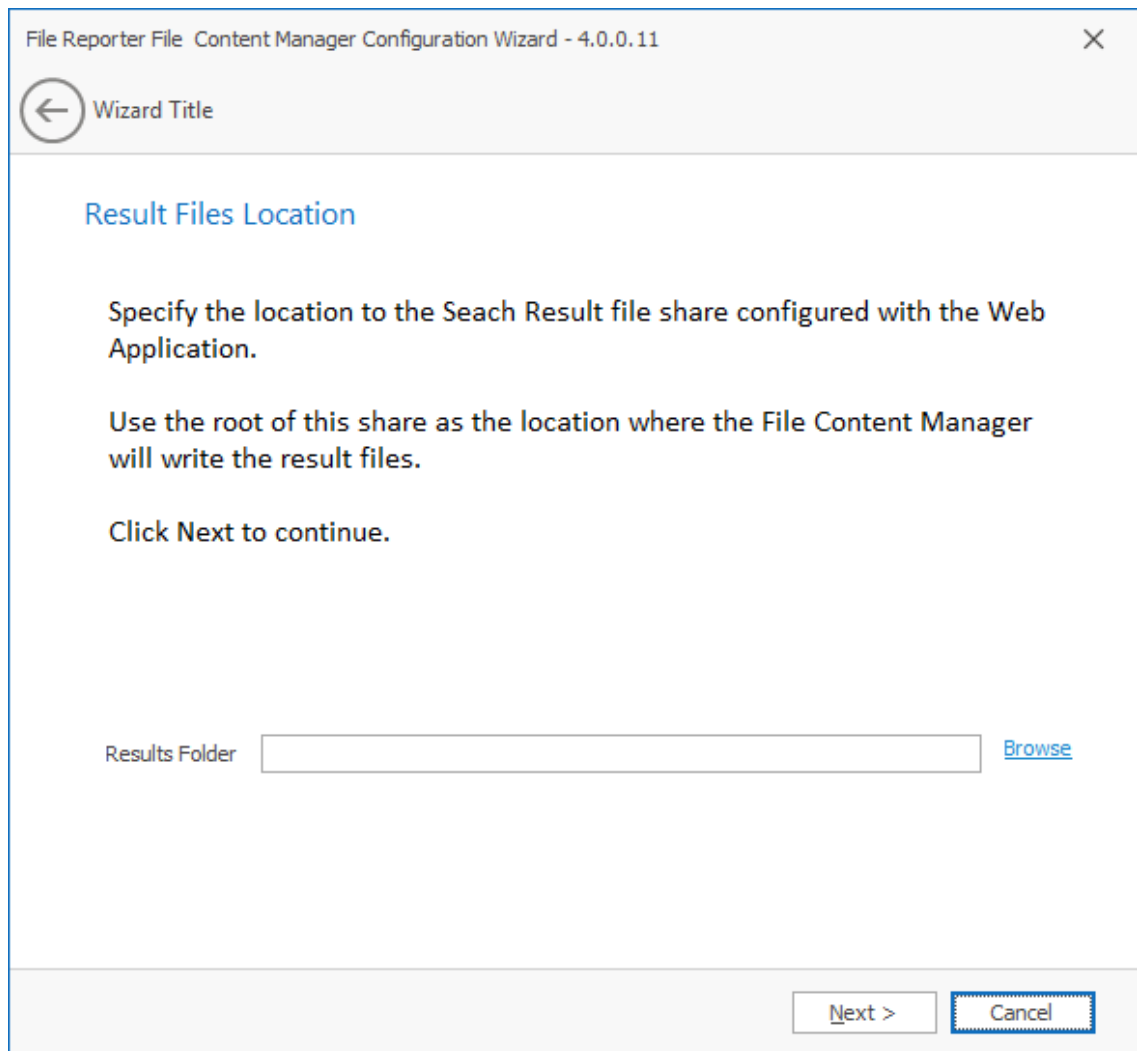 File Reporter File  Content Manager Configuration Wizard - 4.0.0.11
Wizard Title
Result Files Location
Specify the location to the Seach Result file share configured with the Web
Application.
Use the root of this share as the location where the File Content Manager
will write the result files.
Click Next to continue.
Results Folder
Browse
Next >
Cancel